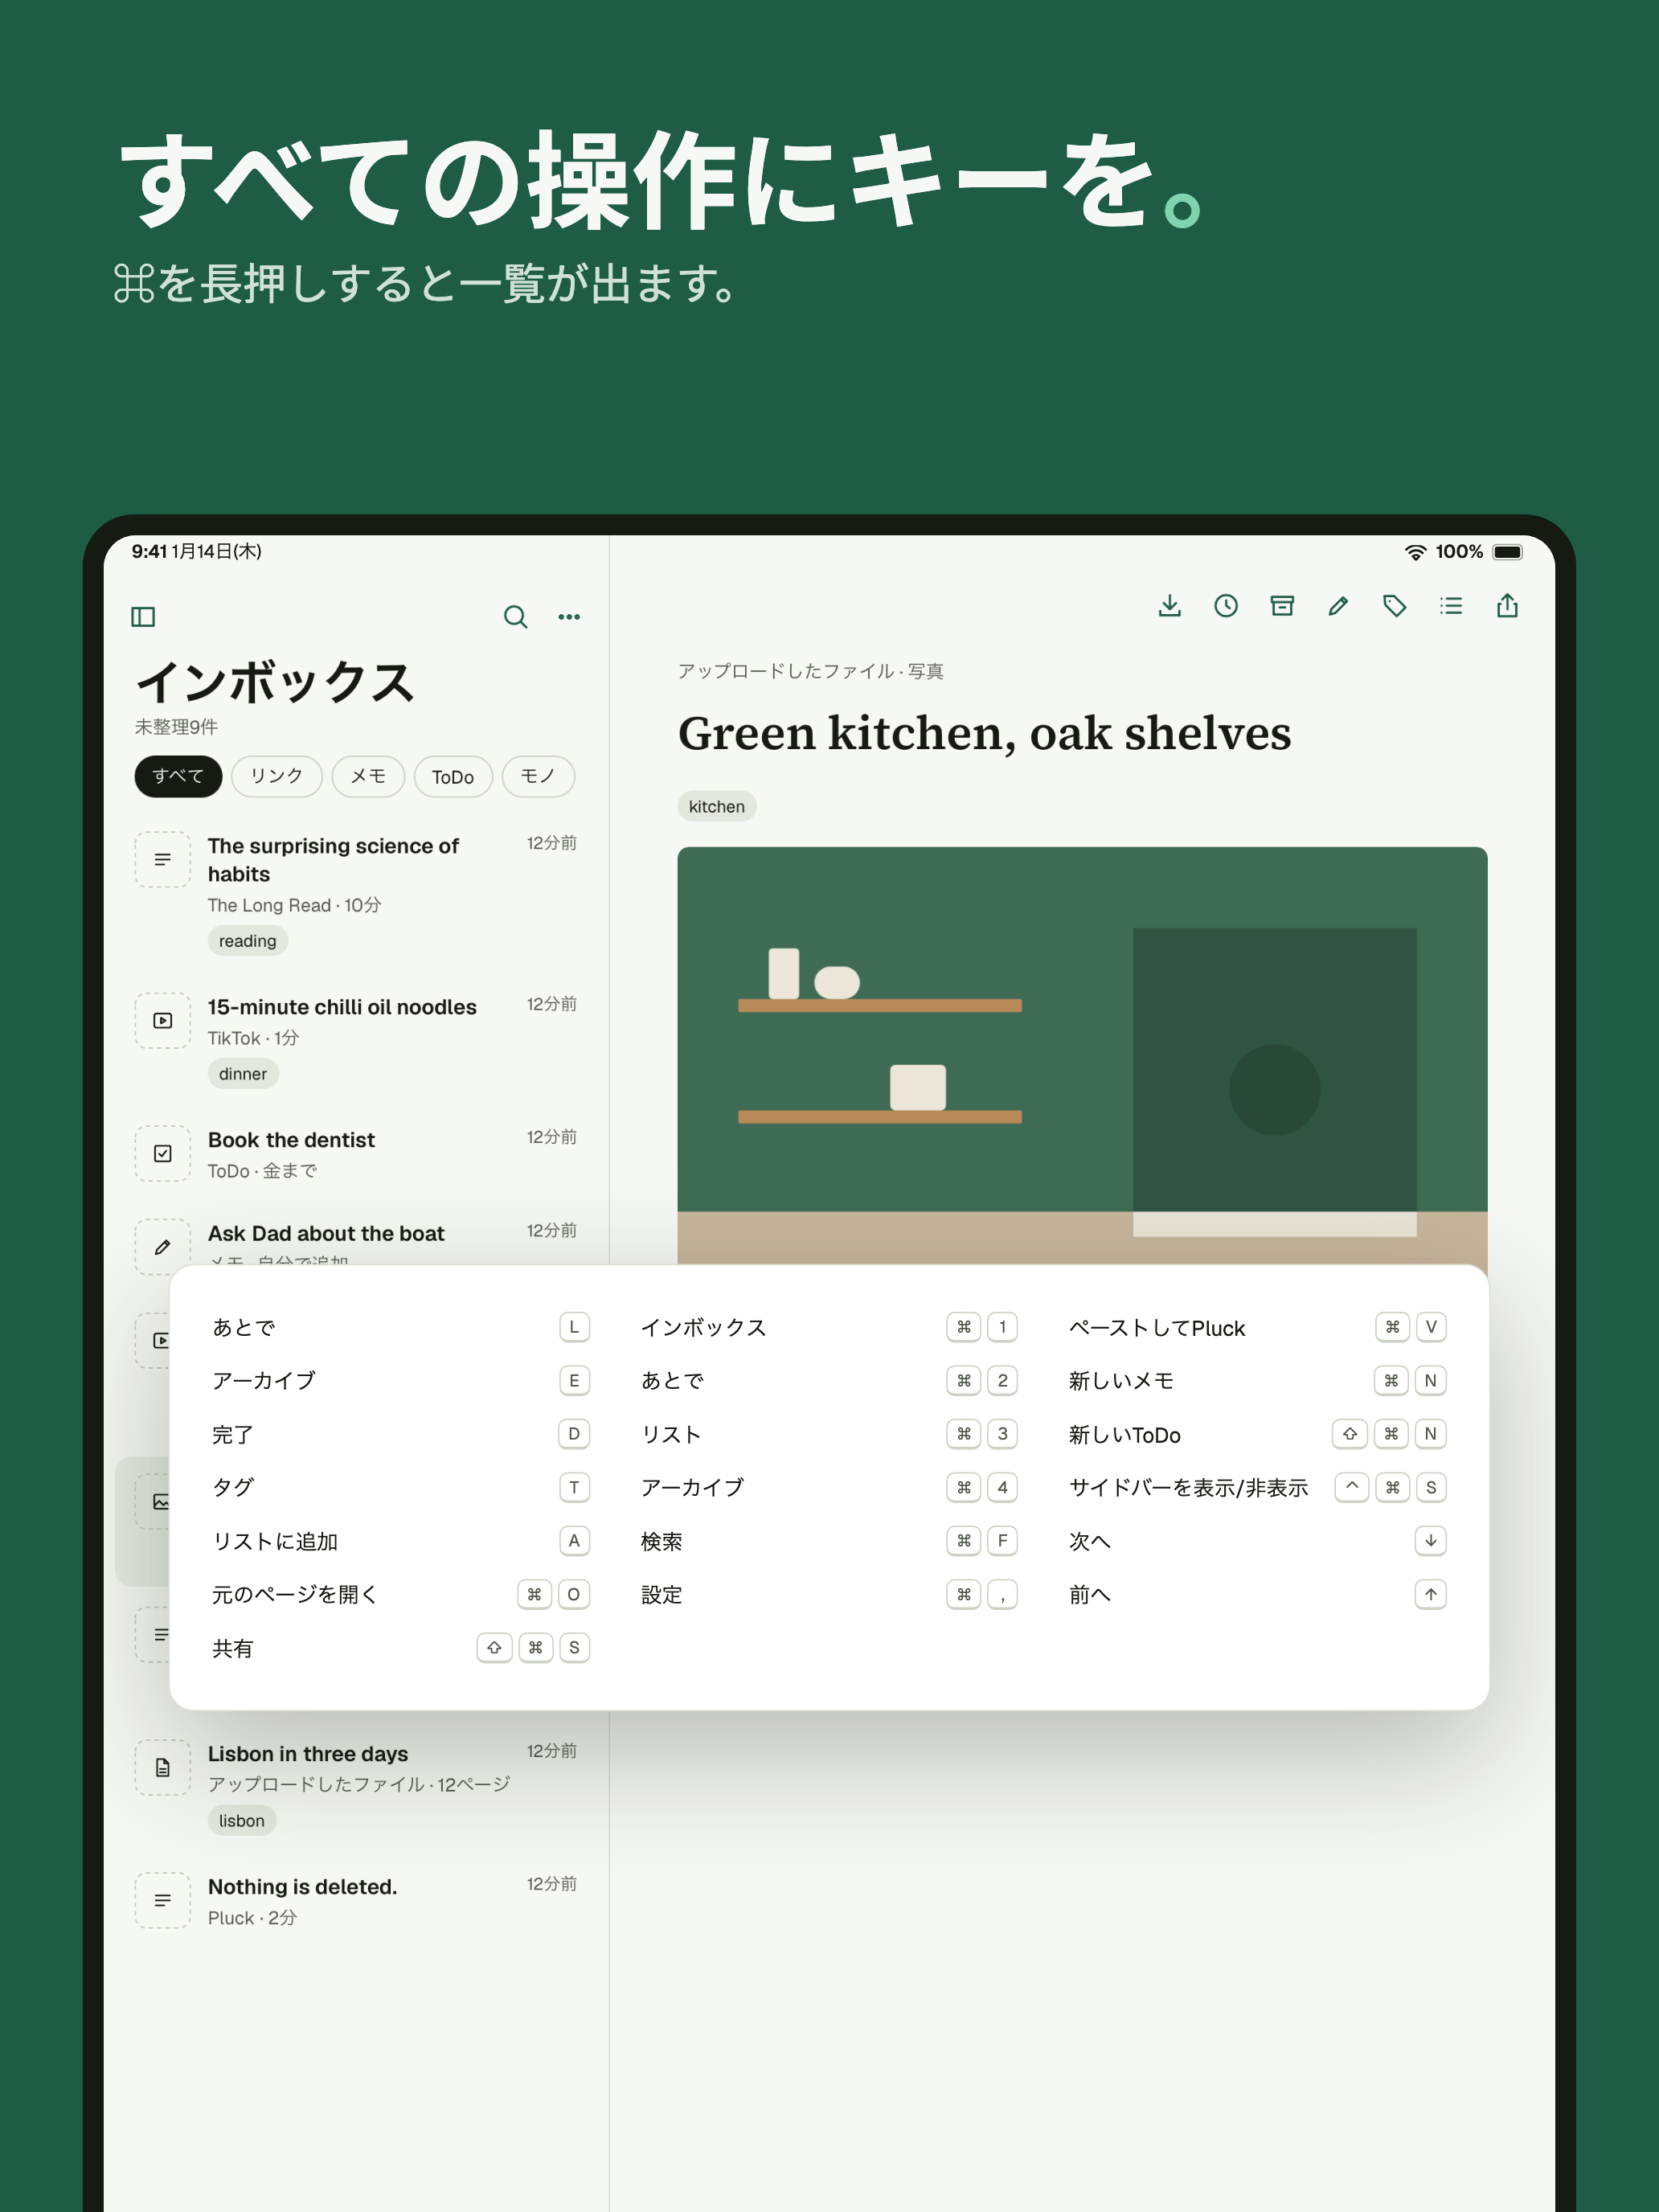 すべての操作にキーを。
⌘を長押しすると一覧が出ます。
9:41 1月14日(木)
100%
インボックス
未整理9件
すべて
リンク
メモ
ToDo
モノ
The surprising science of
habits
12分前
The Long Read · 10分
reading
15-minute chilli oil noodles
12分前
TikTok · 1分
dinner
Book the dentist
12分前
ToDo · 金まで
Ask Dad about the boat
12分前
メモ · 自分で追加
アップロードしたファイル · 写真
Green kitchen, oak shelves
kitchen
あとで L
アーカイブ E
完了 D
タグ T
リストに追加 A
元のページを開く ⌘ O
共有 ⇧ ⌘ S
インボックス ⌘ 1
あとで ⌘ 2
リスト ⌘ 3
アーカイブ ⌘ 4
検索 ⌘ F
設定 ⌘ ,
ペーストしてPluck ⌘ V
新しいメモ ⌘ N
新しいToDo ⇧ ⌘ N
サイドバーを表示/非表示 ^ ⌘ S
次へ ↓
前へ ↑
Lisbon in three days
12分前
アップロードしたファイル · 12ページ
lisbon
Nothing is deleted.
12分前
Pluck · 2分